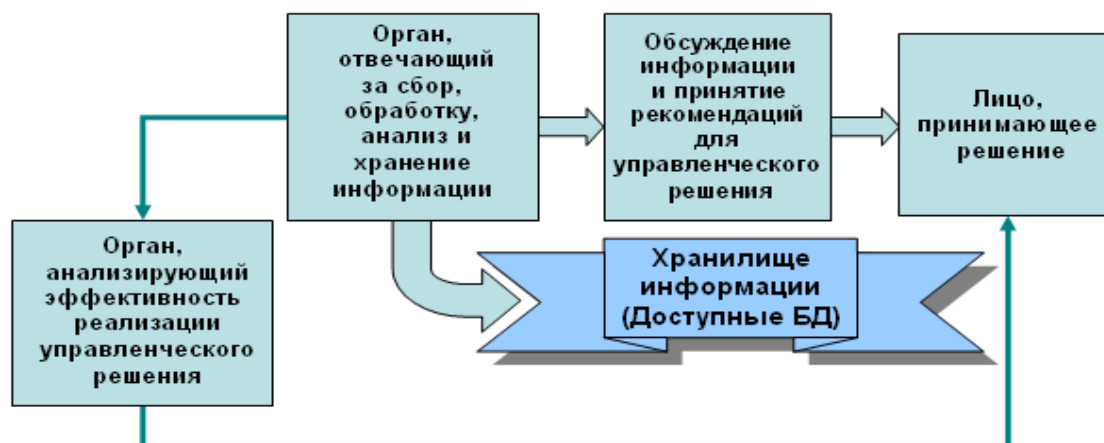 Орган,
отвечающий
за сбор,
обработку,
анализ и
хранение
информации
Обсуждение
информации
и принятие
рекомендаций
для
управленческого
решения
Лицо,
принимающее
решение
Орган,
анализирующий
эффективность
реализации
управленческого
решения
Хранилище
информации
(Доступные БД)